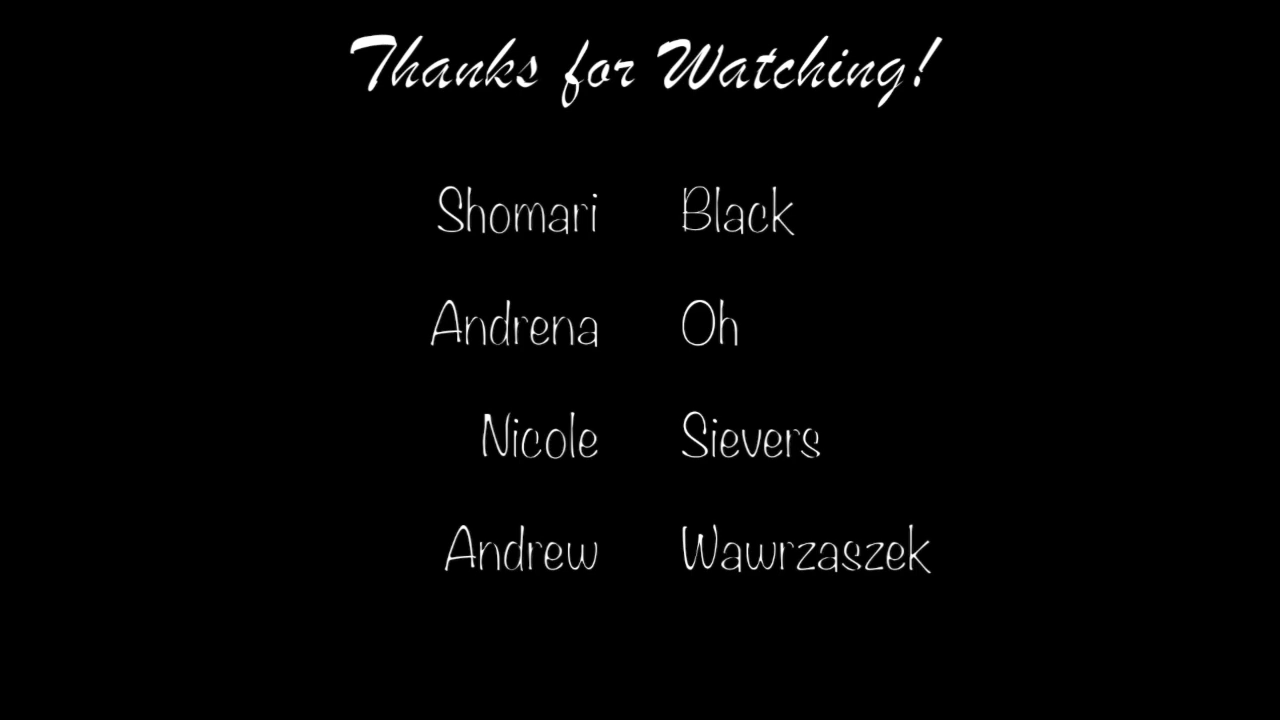 Thanks for Watching!
Shomari Black
Andrena Oh
Nicole Sievers
Andrew Wawrzaszek